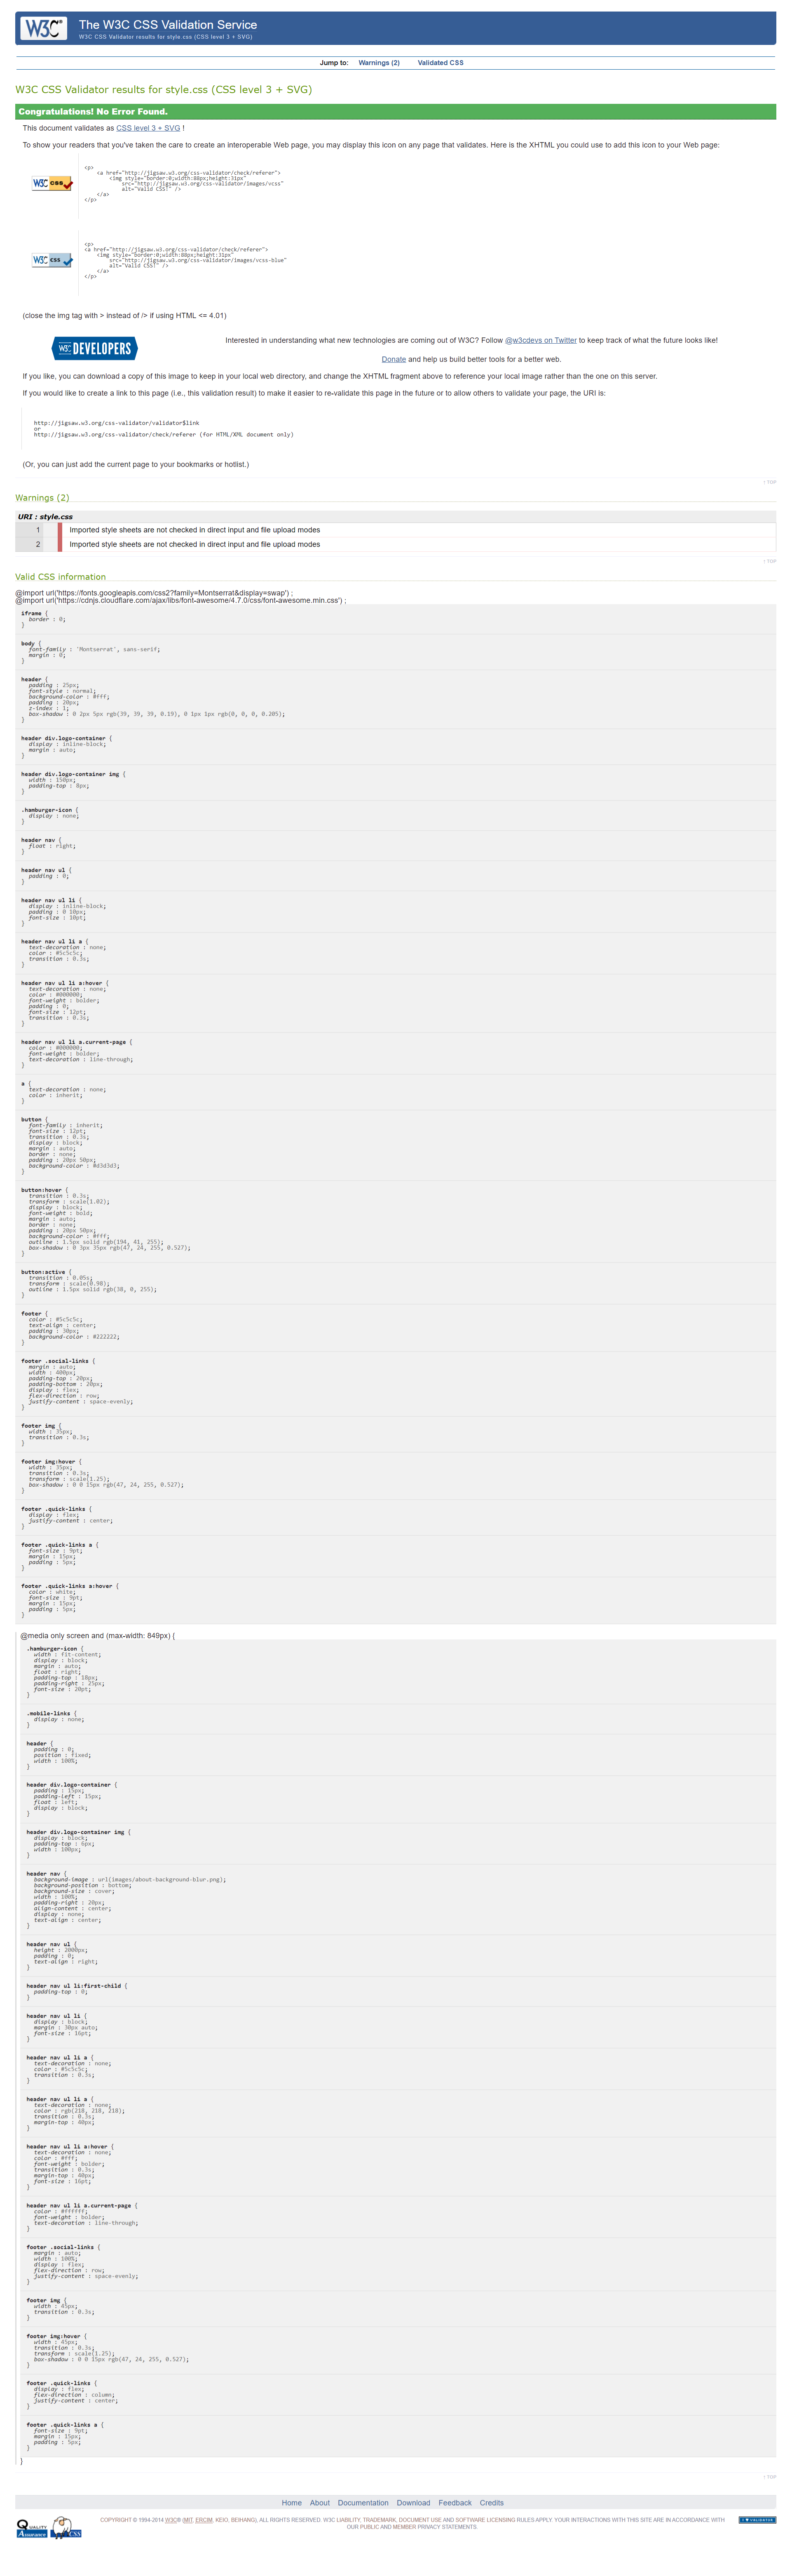 W3C®
The W3C CSS Validation Service
W3C CSS Validator results for style.css (CSS level 3 + SVG)
Jump to: Warnings (2) Validated CSS
W3C CSS Validator results for style.css (CSS level 3 + SVG)
Congratulations! No Error Found.
This document validates as CSS level 3 + SVG !
To show your readers that you've taken the care to create an interoperable Web page, you may display this icon on any page that validates. Here is the XHTML you could use to add this icon to your Web page:
W3C css
<p>
<a href="http://jigsaw.w3.org/css-validator/check/referer">
<img style="border:0;width:88px;height:31px"
src="http://jigsaw.w3.org/css-validator/images/vcss"
alt="Valid CSS!" />
</a>
</p>
W3C css
<p>
<a href="http://jigsaw.w3.org/css-validator/check/referer">
<img style="border:0;width:88px;height:31px"
src="http://jigsaw.w3.org/css-validator/images/vcss-blue"
alt="Valid CSS!" />
</a>
</p>
(close the img tag with > instead of /> if using HTML <= 4.01)
W3C DEVELOPERS
Interested in understanding what new technologies are coming out of W3C? Follow @w3cdevs on Twitter to keep track of what the future looks like!
Donate and help us build better tools for a better web.
If you like, you can download a copy of this image to keep in your local web directory, and change the XHTML fragment above to reference your local image rather than the one on this server.
If you would like to create a link to this page (i.e., this validation result) to make it easier to re-validate this page in the future or to allow others to validate your page, the URI is:
http://jigsaw.w3.org/css-validator/validator$link
or
http://jigsaw.w3.org/css-validator/check/referer (for HTML/XML document only)
(Or, you can just add the current page to your bookmarks or hotlist.)
↑ TOP
Warnings (2)
URI : style.css
1 Imported style sheets are not checked in direct input and file upload modes
2 Imported style sheets are not checked in direct input and file upload modes
↑ TOP
Valid CSS information
@import url('https://fonts.googleapis.com/css2?family=Montserrat&display=swap') ;
@import url('https://cdnjs.cloudflare.com/ajax/libs/font-awesome/4.7.0/css/font-awesome.min.css') ;
iframe {
border : 0;
}
body {
font-family : 'Montserrat', sans-serif;
margin : 0;
}
header {
padding : 25px;
font-style : normal;
background-color : #fff;
padding : 20px;
z-index : 1;
box-shadow : 0 2px 5px rgb(39, 39, 39, 0.19), 0 1px 1px rgb(0, 0, 0, 0.205);
}
header div.logo-container {
display : inline-block;
margin : auto;
}
header div.logo-container img {
width : 150px;
padding-top : 8px;
}
.hamburger-icon {
display : none;
}
header nav {
float : right;
}
header nav ul {
padding : 0;
}
header nav ul li {
display : inline-block;
padding : 0 10px;
font-size : 10pt;
}
header nav ul li a {
text-decoration : none;
color : #5c5c5c;
transition : 0.3s;
}
header nav ul li a:hover {
text-decoration : none;
color : #000000;
font-weight : bolder;
padding : 0;
font-size : 12pt;
transition : 0.3s;
}
header nav ul li a.current-page {
color : #000000;
font-weight : bolder;
text-decoration : line-through;
}
a {
text-decoration : none;
color : inherit;
}
button {
font-family : inherit;
font-size : 12pt;
transition : 0.3s;
display : block;
margin : auto;
border : none;
padding : 20px 50px;
background-color : #d3d3d3;
}
button:hover {
transition : 0.3s;
transform : scale(1.02);
display : block;
font-weight : bold;
margin : auto;
border : none;
padding : 20px 50px;
background-color : #fff;
outline : 1.5px solid rgb(194, 41, 255);
box-shadow : 0 3px 35px rgb(47, 24, 255, 0.527);
}
button:active {
transition : 0.05s;
transform : scale(0.98);
outline : 1.5px solid rgb(38, 0, 255);
}
footer {
color : #5c5c5c;
text-align : center;
padding : 30px;
background-color : #222222;
}
footer .social-links {
margin : auto;
width : 400px;
padding-top : 20px;
padding-bottom : 20px;
display : flex;
flex-direction : row;
justify-content : space-evenly;
}
footer img {
width : 35px;
transition : 0.3s;
}
footer img:hover {
width : 35px;
transition : 0.3s;
transform : scale(1.25);
box-shadow : 0 0 15px rgb(47, 24, 255, 0.527);
}
footer .quick-links {
display : flex;
justify-content : center;
}
footer .quick-links a {
font-size : 9pt;
margin : 15px;
padding : 5px;
}
footer .quick-links a:hover {
color : white;
font-size : 9pt;
margin : 15px;
padding : 5px;
}
@media only screen and (max-width: 849px) {
.hamburger-icon {
width : fit-content;
display : block;
margin : auto;
float : right;
padding-top : 18px;
padding-right : 25px;
font-size : 20pt;
}
.mobile-links {
display : none;
}
header {
padding : 0;
position : fixed;
width : 100%;
}
header div.logo-container {
padding : 15px;
padding-left : 15px;
float : left;
display : block;
}
header div.logo-container img {
display : block;
padding-top : 6px;
width : 100px;
}
header nav {
background-image : url(images/about-background-blur.png);
background-position : bottom;
background-size : cover;
width : 100%;
padding-right : 20px;
align-content : center;
display : none;
text-align : center;
}
header nav ul {
height : 2000px;
padding : 0;
text-align : right;
}
header nav ul li:first-child {
padding-top : 0;
}
header nav ul li {
display : block;
margin : 30px auto;
font-size : 16pt;
}
header nav ul li a {
text-decoration : none;
color : #5c5c5c;
transition : 0.3s;
}
header nav ul li a {
text-decoration : none;
color : rgb(218, 218, 218);
transition : 0.3s;
margin-top : 40px;
}
header nav ul li a:hover {
text-decoration : none;
color : #fff;
font-weight : bolder;
transition : 0.3s;
margin-top : 40px;
font-size : 16pt;
}
header nav ul li a.current-page {
color : #ffffff;
font-weight : bolder;
text-decoration : line-through;
}
footer .social-links {
margin : auto;
width : 100%;
display : flex;
flex-direction : row;
justify-content : space-evenly;
}
footer img {
width : 45px;
transition : 0.3s;
}
footer img:hover {
width : 45px;
transition : 0.3s;
transform : scale(1.25);
box-shadow : 0 0 15px rgb(47, 24, 255, 0.527);
}
footer .quick-links {
display : flex;
flex-direction : column;
justify-content : center;
}
footer .quick-links a {
font-size : 9pt;
margin : 15px;
padding : 5px;
}
}
↑ TOP
Home About Documentation Download Feedback Credits
QUALITY
Assurance
CSS
COPYRIGHT © 1994-2014 W3C® (MIT, ERCIM, KEIO, BEIHANG), ALL RIGHTS RESERVED. W3C LIABILITY, TRADEMARK, DOCUMENT USE AND SOFTWARE LICENSING RULES APPLY. YOUR INTERACTIONS WITH THIS SITE ARE IN ACCORDANCE WITH
OUR PUBLIC AND MEMBER PRIVACY STATEMENTS.
I ♥ VALIDATOR